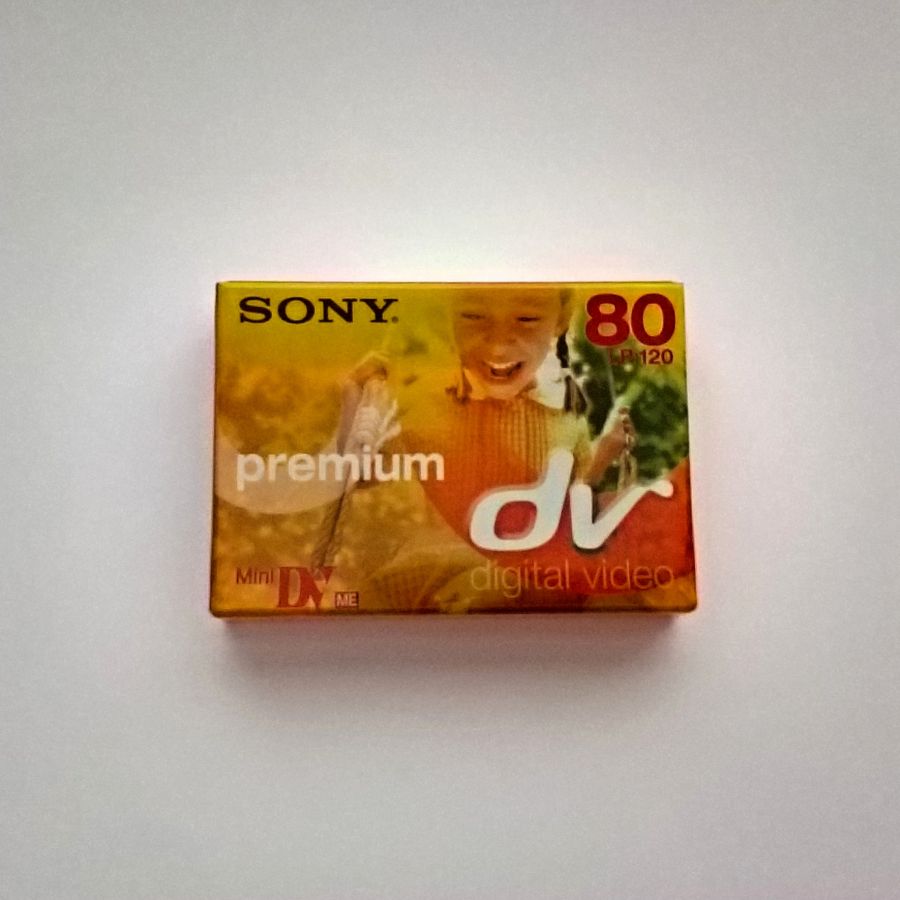 SONY®
80
LP:120
premium
dv
digital video
Mini DV ME